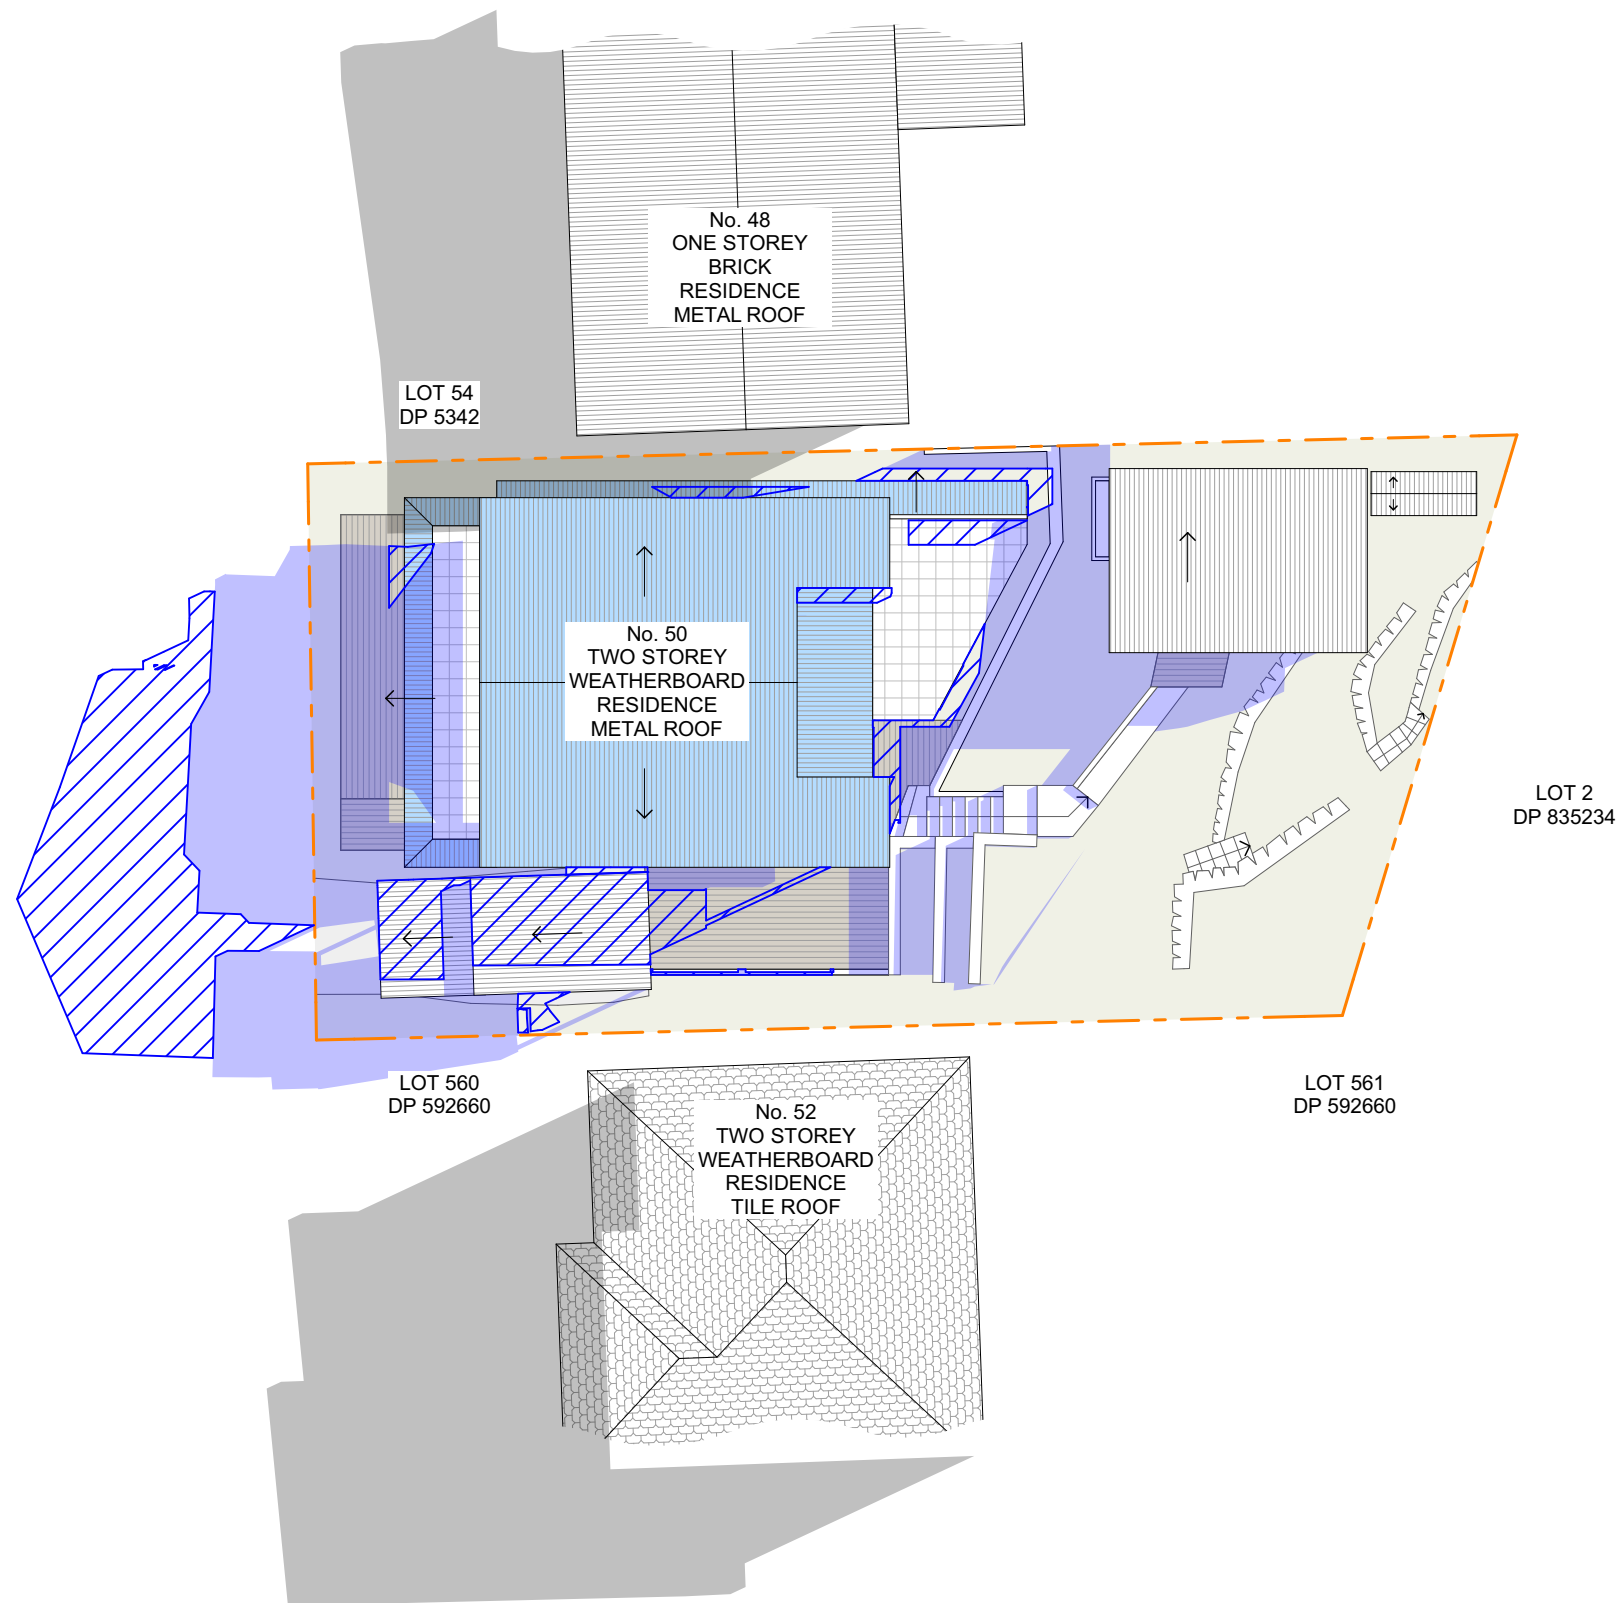 No. 48
ONE STOREY
BRICK
RESIDENCE
METAL ROOF
LOT 54
DP 5342
No. 50
TWO STOREY
WEATHERBOARD
RESIDENCE
METAL ROOF
LOT 2
DP 835234
LOT 560
DP 592660
LOT 561
DP 592660
No. 52
TWO STOREY
WEATHERBOARD
RESIDENCE
TILE ROOF